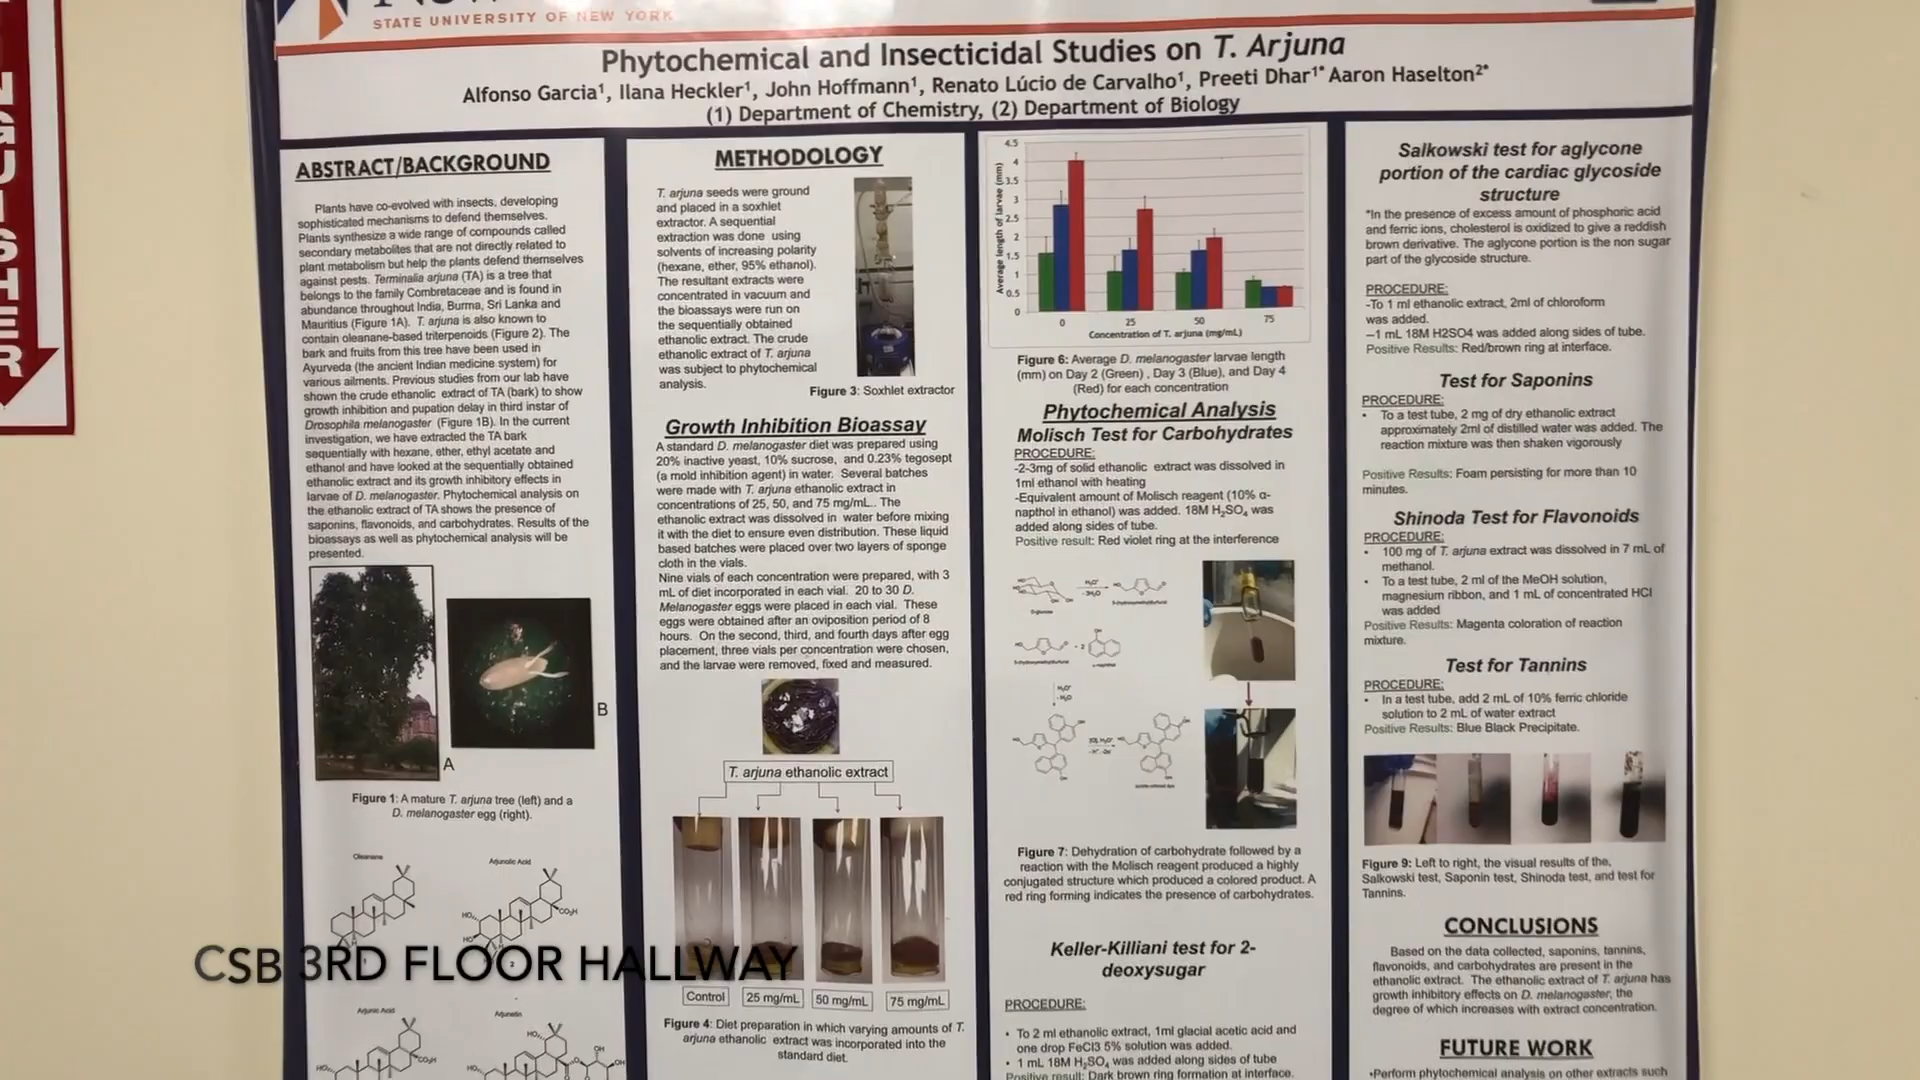 STATE UNIVERSITY OF NEW YORK
Phytochemical and Insecticidal Studies on T. Arjuna
Alfonso Garcia¹, Ilana Heckler¹, John Hoffmann¹, Renato Lúcio de Carvalho¹, Preeti Dhar¹* Aaron Haselton²*
(1) Department of Chemistry, (2) Department of Biology
ABSTRACT/BACKGROUND
Plants have co-evolved with insects, developing
sophisticated mechanisms to defend themselves.
Plants synthesize a wide range of compounds called
secondary metabolites that are not directly related to
plant metabolism but help the plants defend themselves
against pests. Terminalia arjuna (TA) is a tree that
belongs to the family Combretaceae and is found in
abundance throughout India, Burma, Sri Lanka and
Mauritius (Figure 1A). T. arjuna is also known to
contain oleanane-based triterpenoids (Figure 2). The
bark and fruits from this tree have been used in
Ayurveda (the ancient Indian medicine system) for
various ailments. Previous studies from our lab have
shown the crude ethanolic extract of TA (bark) to show
growth inhibition and pupation delay in third instar of
Drosophila melanogaster (Figure 1B). In the current
investigation, we have extracted the TA bark
sequentially with hexane, ether, ethyl acetate and
ethanol and have looked at the sequentially obtained
ethanolic extract and its growth inhibitory effects in
larvae of D. melanogaster. Phytochemical analysis on
the ethanolic extract of TA shows the presence of
saponins, flavonoids, and carbohydrates. Results of the
bioassays as well as phytochemical analysis will be
presented.
A
B
Figure 1: A mature T. arjuna tree (left) and a
D. melanogaster egg (right).
Oleanane
Arjunolic Acid
HO
CO₂H
HO
2
Arjunic Acid
Arjunetin
HO
CO₂H
HO
HO
OH
OH
METHODOLOGY
T. arjuna seeds were ground
and placed in a soxhlet
extractor. A sequential
extraction was done using
solvents of increasing polarity
(hexane, ether, 95% ethanol).
The resultant extracts were
concentrated in vacuum and
the bioassays were run on
the sequentially obtained
ethanolic extract. The crude
ethanolic extract of T. arjuna
was subject to phytochemical
analysis.
Figure 3: Soxhlet extractor
Growth Inhibition Bioassay
A standard D. melanogaster diet was prepared using
20% inactive yeast, 10% sucrose, and 0.23% tegosept
(a mold inhibition agent) in water. Several batches
were made with T. arjuna ethanolic extract in
concentrations of 25, 50, and 75 mg/mL.. The
ethanolic extract was dissolved in water before mixing
it with the diet to ensure even distribution. These liquid
based batches were placed over two layers of sponge
cloth in the vials.
Nine vials of each concentration were prepared, with 3
mL of diet incorporated in each vial. 20 to 30 D.
Melanogaster eggs were placed in each vial. These
eggs were obtained after an oviposition period of 8
hours. On the second, third, and fourth days after egg
placement, three vials per concentration were chosen,
and the larvae were removed, fixed and measured.
T. arjuna ethanolic extract
Control
25 mg/mL
50 mg/mL
75 mg/mL
Figure 4: Diet preparation in which varying amounts of T.
arjuna ethanolic extract was incorporated into the
standard diet.
Average length of larvae (mm)
4.5
4
3.5
3
2.5
2
1.5
1
0.5
0
0
25
50
75
Concentration of T. arjuna (mg/mL)
Figure 6: Average D. melanogaster larvae length
(mm) on Day 2 (Green) , Day 3 (Blue), and Day 4
(Red) for each concentration
Phytochemical Analysis
Molisch Test for Carbohydrates
PROCEDURE:
-2-3mg of solid ethanolic extract was dissolved in
1ml ethanol with heating
-Equivalent amount of Molisch reagent (10% α-
napthol in ethanol) was added. 18M H₂SO₄ was
added along sides of tube.
Positive result: Red violet ring at the interference
Figure 7: Dehydration of carbohydrate followed by a
reaction with the Molisch reagent produced a highly
conjugated structure which produced a colored product. A
red ring forming indicates the presence of carbohydrates.
Keller-Killiani test for 2-
deoxysugar
PROCEDURE:
• To 2 ml ethanolic extract, 1ml glacial acetic acid and
one drop FeCl3 5% solution was added.
• 1 mL 18M H₂SO₄ was added along sides of tube
Positive result: Dark brown ring formation at interface.
Salkowski test for aglycone
portion of the cardiac glycoside
structure
*In the presence of excess amount of phosphoric acid
and ferric ions, cholesterol is oxidized to give a reddish
brown derivative. The aglycone portion is the non sugar
part of the glycoside structure.
PROCEDURE:
-To 1 ml ethanolic extract, 2ml of chloroform
was added.
–1 mL 18M H2SO4 was added along sides of tube.
Positive Results: Red/brown ring at interface.
Test for Saponins
PROCEDURE:
• To a test tube, 2 mg of dry ethanolic extract
approximately 2ml of distilled water was added. The
reaction mixture was then shaken vigorously
Positive Results: Foam persisting for more than 10
minutes.
Shinoda Test for Flavonoids
PROCEDURE:
• 100 mg of T. arjuna extract was dissolved in 7 mL of
methanol.
• To a test tube, 2 ml of the MeOH solution,
magnesium ribbon, and 1 mL of concentrated HCl
was added
Positive Results: Magenta coloration of reaction
mixture.
Test for Tannins
PROCEDURE:
• In a test tube, add 2 mL of 10% ferric chloride
solution to 2 mL of water extract
Positive Results: Blue Black Precipitate.
Figure 9: Left to right, the visual results of the,
Salkowski test, Saponin test, Shinoda test, and test for
Tannins.
CONCLUSIONS
Based on the data collected, saponins, tannins,
flavonoids, and carbohydrates are present in the
ethanolic extract. The ethanolic extract of T. arjuna has
growth inhibitory effects on D. melanogaster, the
degree of which increases with extract concentration.
FUTURE WORK
•Perform phytochemical analysis on other extracts such
CSB 3RD FLOOR HALLWAY